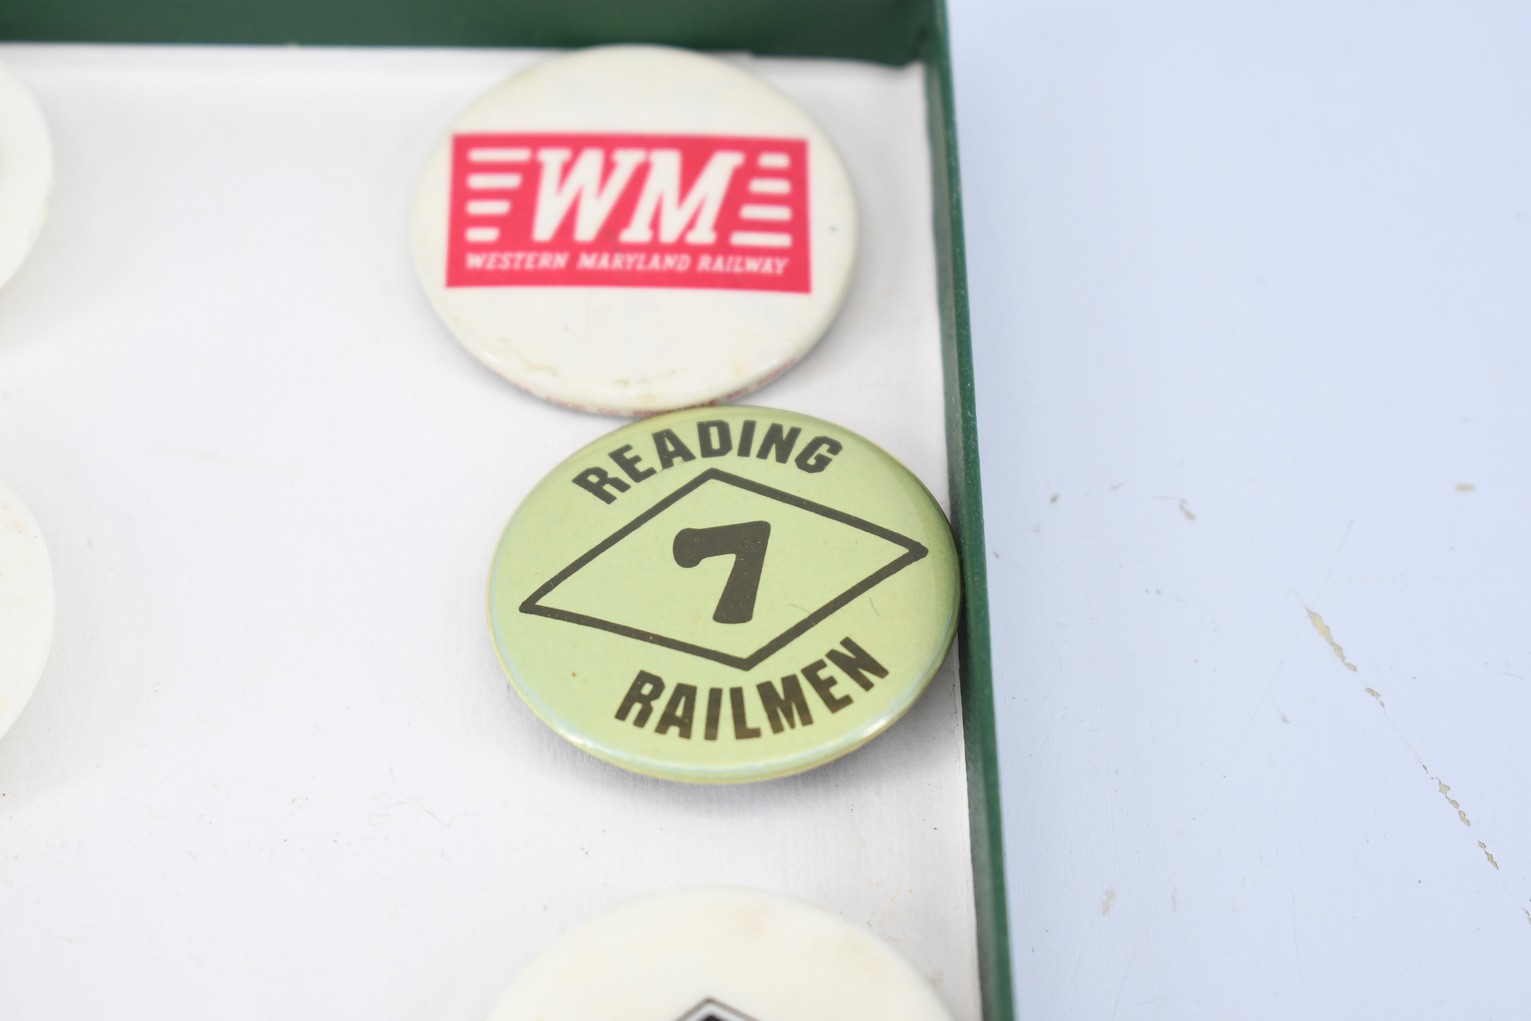 WM
WESTERN MARYLAND RAILWAY
READING
7
RAILMEN